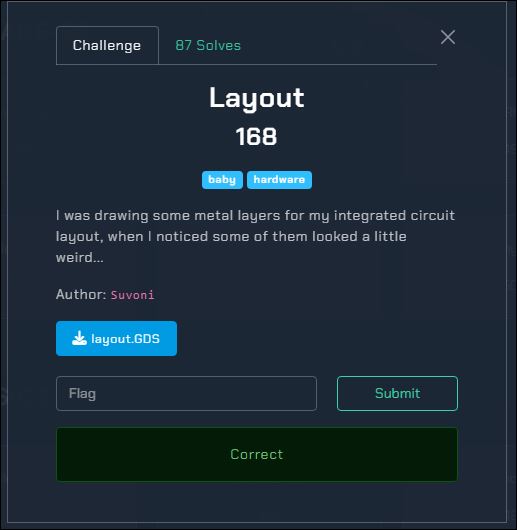 Challenge
87 Solves
Layout
168
baby hardware
I was drawing some metal layers for my integrated circuit
layout, when I noticed some of them looked a little
weird...
Author: Suvoni
layout.GDS
Flag
Submit
Correct